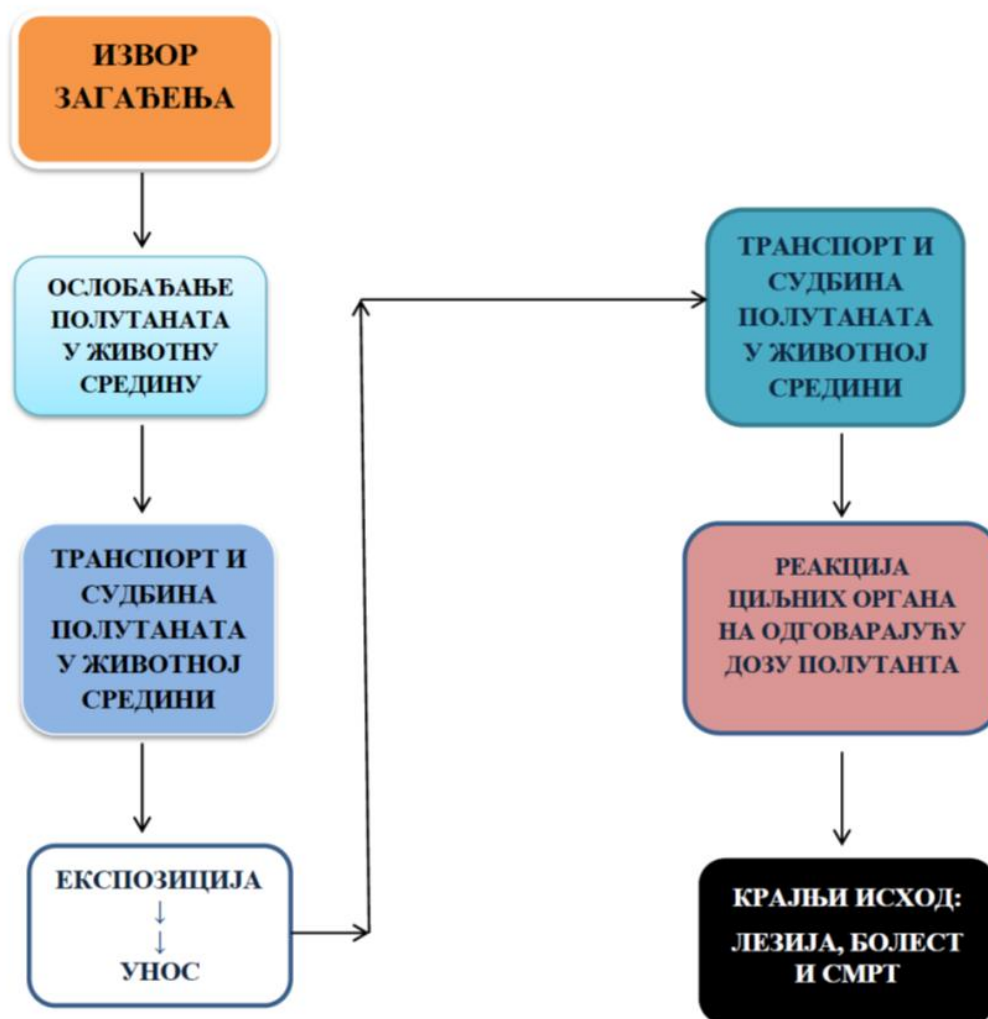 ИЗВОР
ЗАГАЂЕЊА
ОСЛОБАЂАЊЕ
ПОЛУТАНАТА
У ЖИВОТНУ
СРЕДИНУ
ТРАНСПОРТ И
СУДБИНА
ПОЛУТАНАТА
У ЖИВОТНОЈ
СРЕДИНИ
ЕКСПОЗИЦИЈА
↓
↓
УНОС
ТРАНСПОРТ И
СУДБИНА
ПОЛУТАНАТА
У ЖИВОТНОЈ
СРЕДИНИ
РЕАКЦИЈА
ЦИЉНИХ ОРГАНА
НА ОДГОВАРАЈУЋУ
ДОЗУ ПОЛУТАНТА
КРАЈЊИ ИСХОД:
ЛЕЗИЈА, БОЛЕСТ
И СМРТ